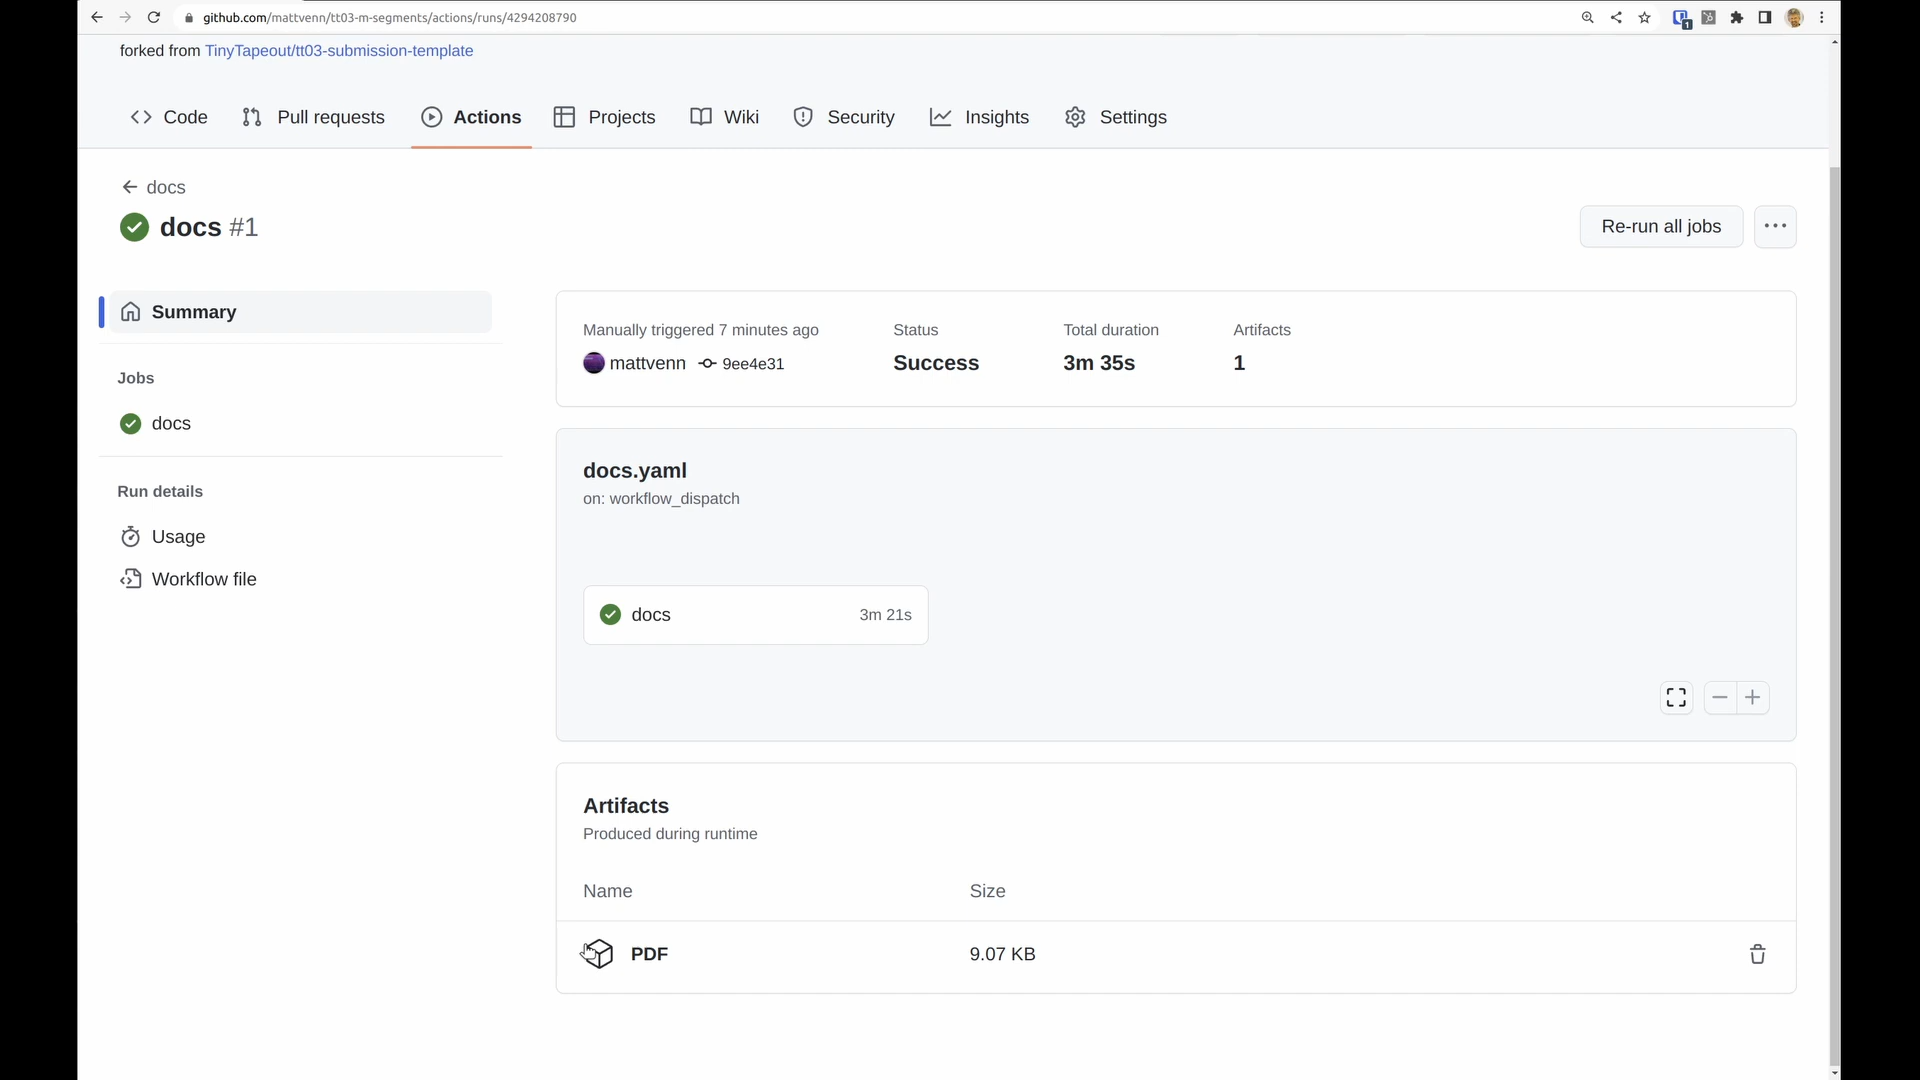 github.com/mattvenn/tt03-m-segments/actions/runs/4294208790
1
forked from TinyTapeout/tt03-submission-template
Code
Pull requests
Actions
Projects
Wiki
Security
Insights
Settings
docs
docs #1
Re-run all jobs
Summary
Jobs
docs
Run details
Usage
Workflow file
Manually triggered 7 minutes ago
mattvenn 9ee4e31
Status
Success
Total duration
3m 35s
Artifacts
1
docs.yaml
on: workflow_dispatch
docs 3m 21s
Artifacts
Produced during runtime
Name Size
PDF 9.07 KB